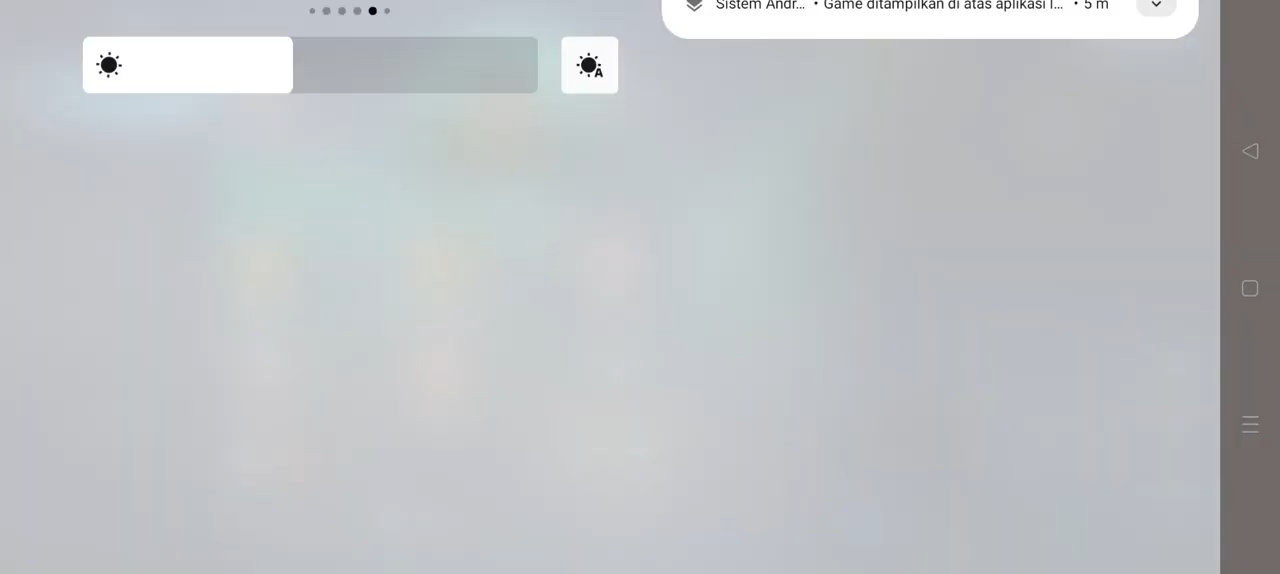 Sistem Andr... • Game ditampilkan di atas aplikasi l... • 5 m
A